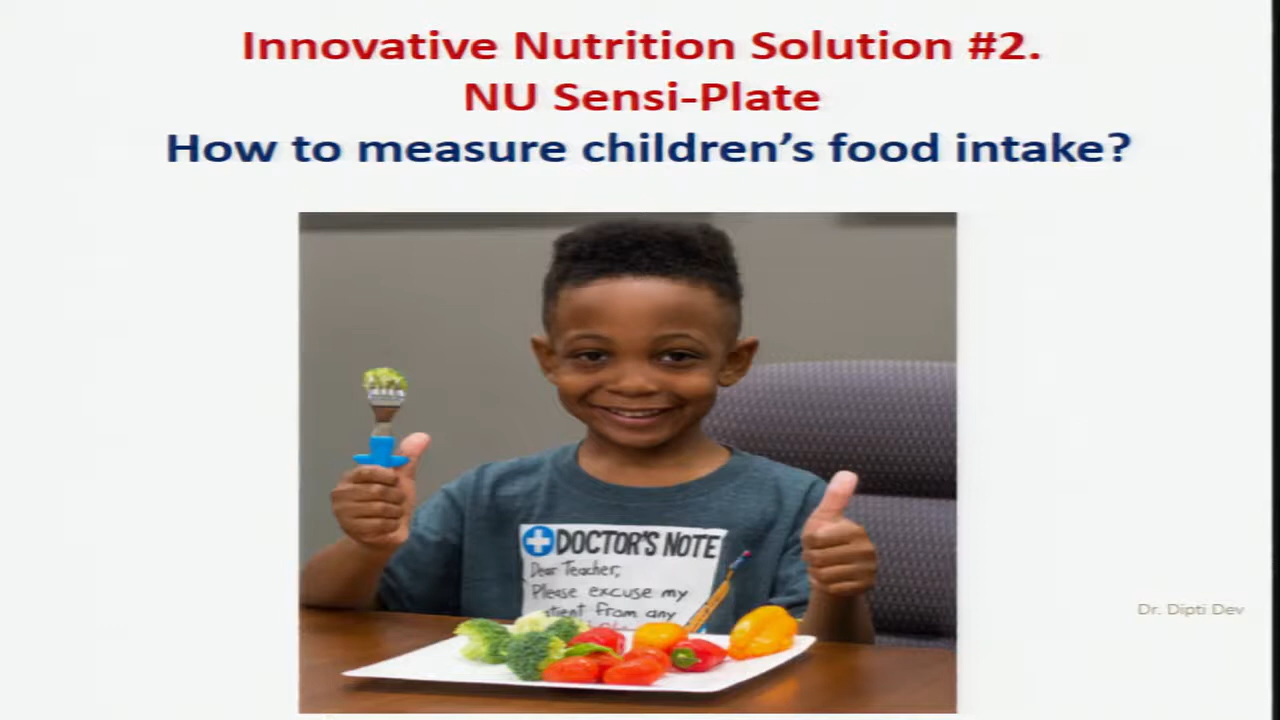 Innovative Nutrition Solution #2.
NU Sensi-Plate
How to measure children's food intake?
DOCTOR'S NOTE
Dear Teacher,
Please excuse my
patient from any
Dr. Dipti Dev